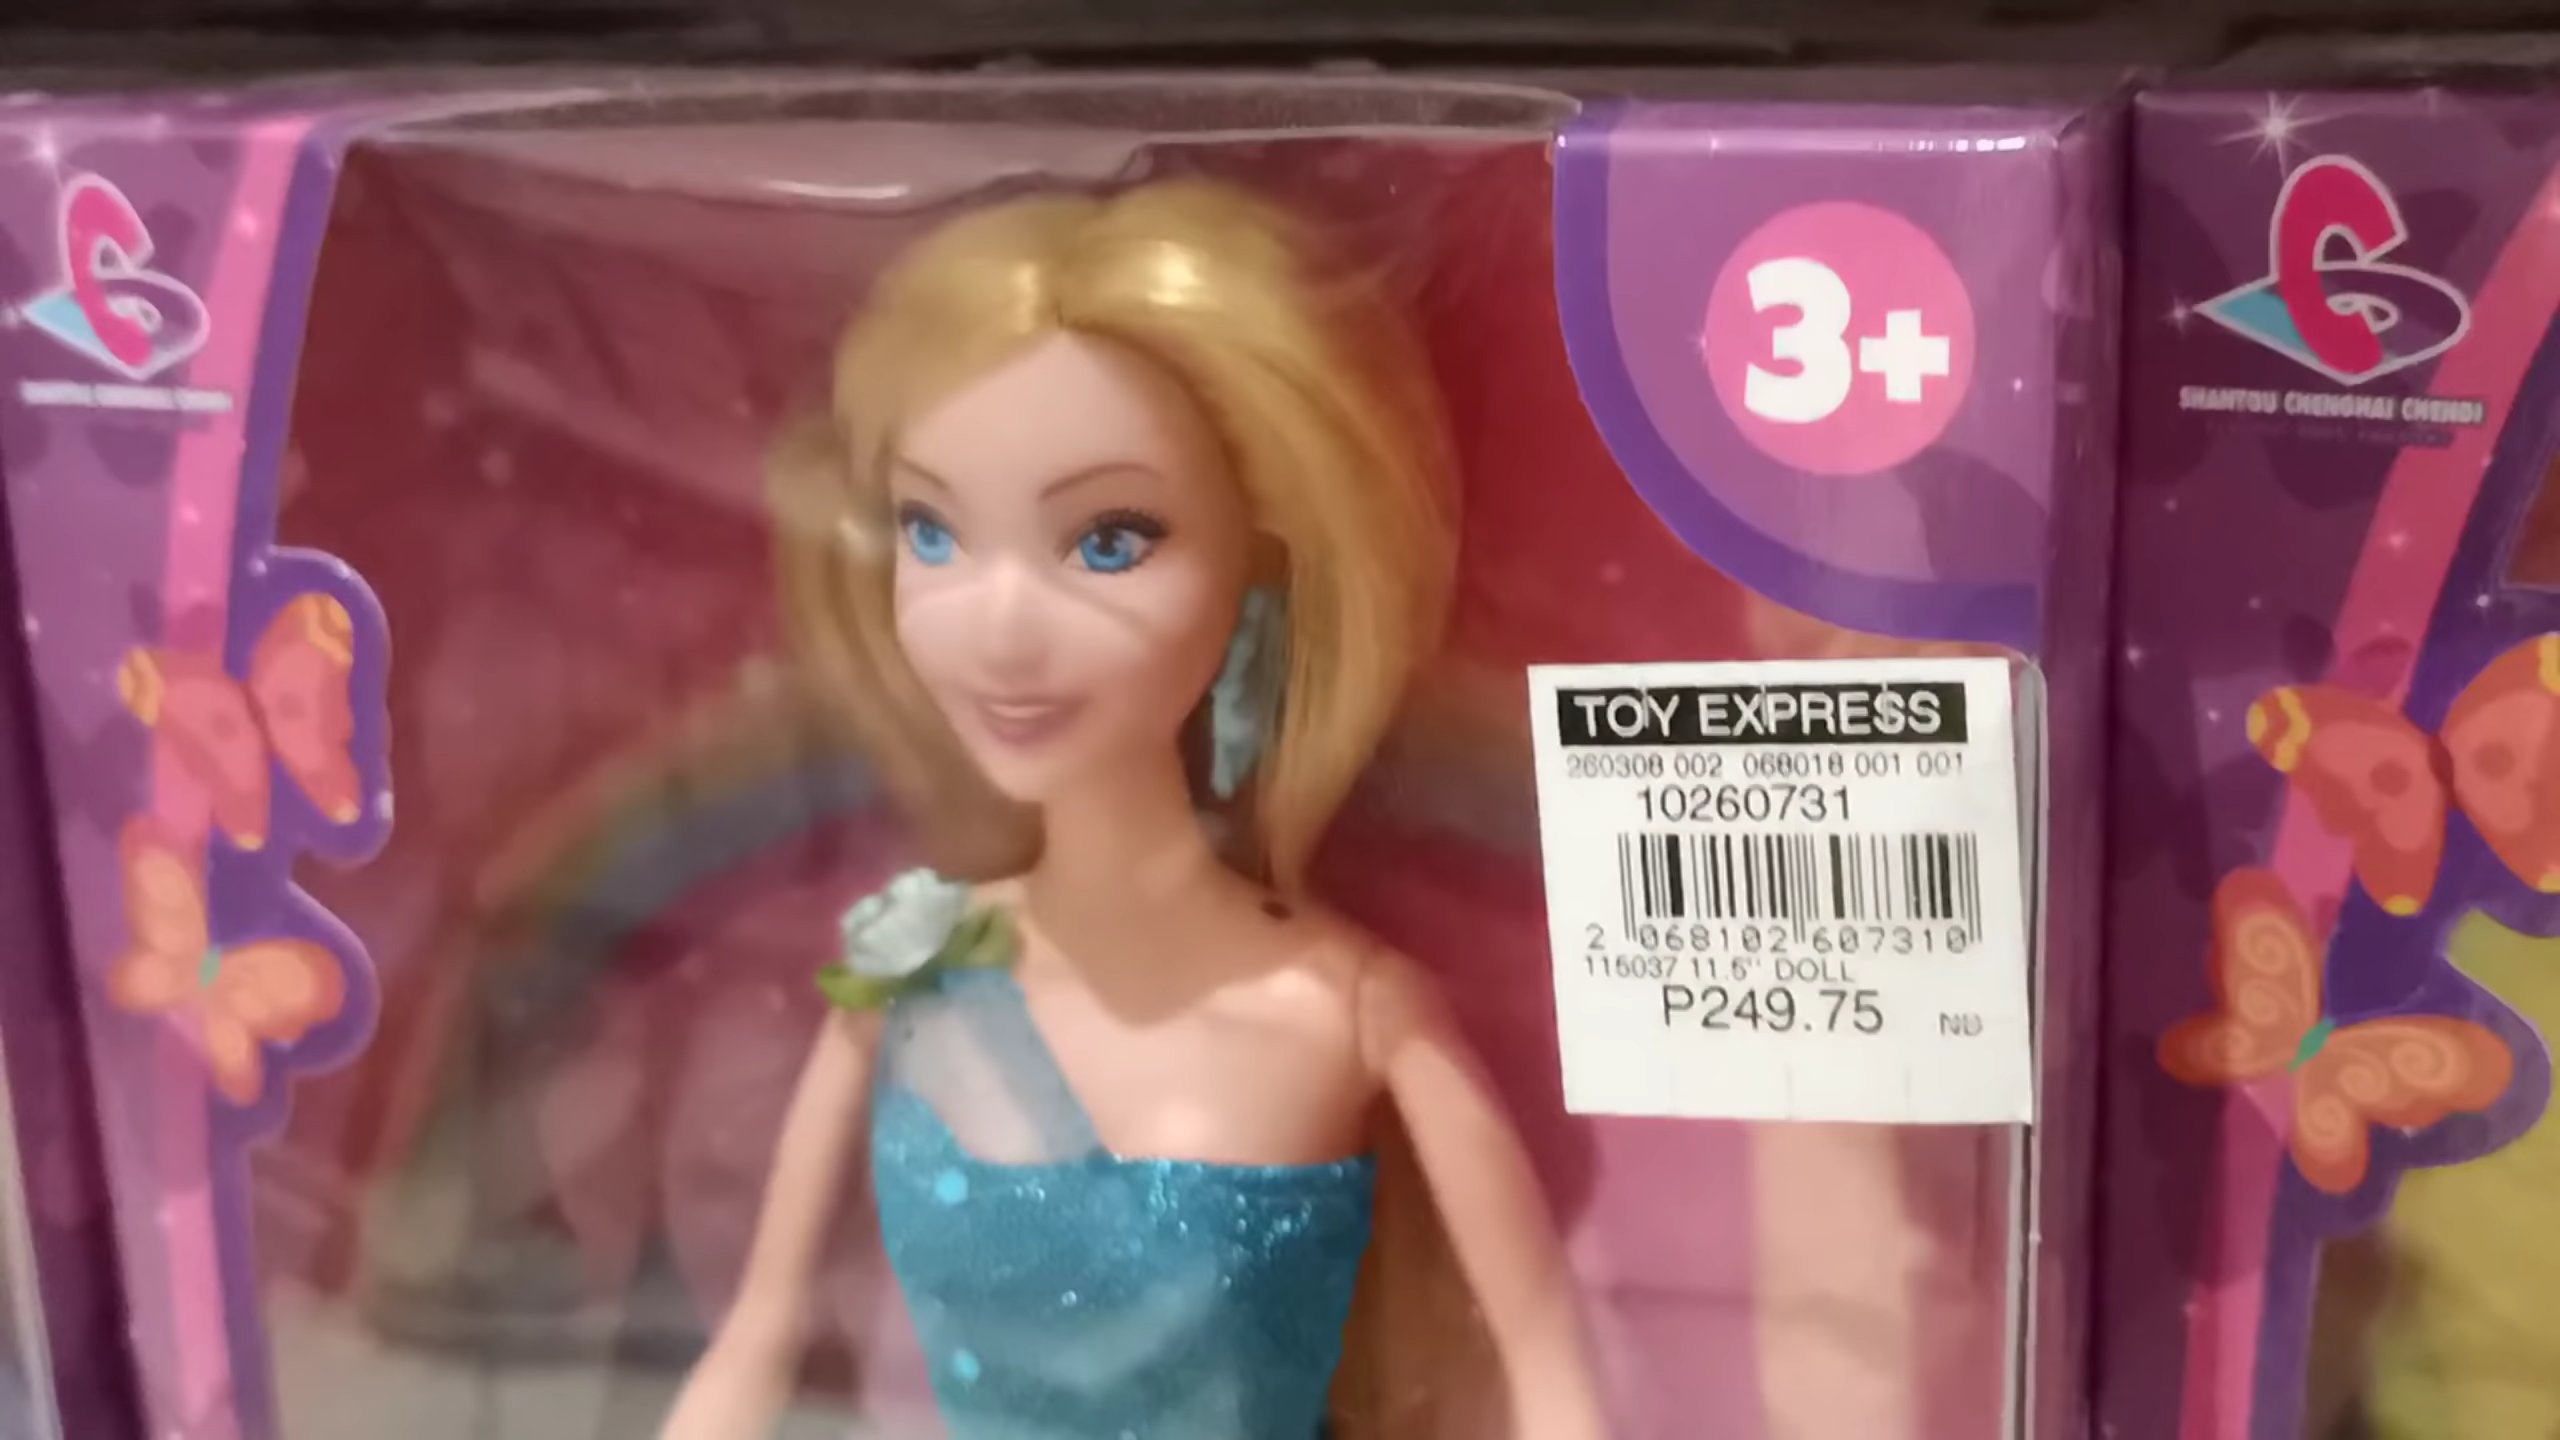 3+
SHANTOU CHENGHAI CHENDI
TOY EXPRESS
260308 002 068018 001 001
10260731
2 068102 607310
115037 11.5" DOLL
P249.75
ND